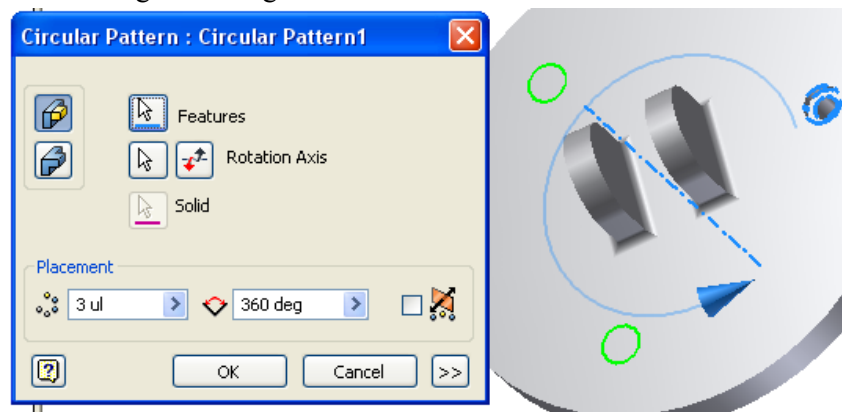 Circular Pattern : Circular Pattern1
Features
Rotation Axis
Solid
Placement
3 ul
360 deg
OK
Cancel
>>